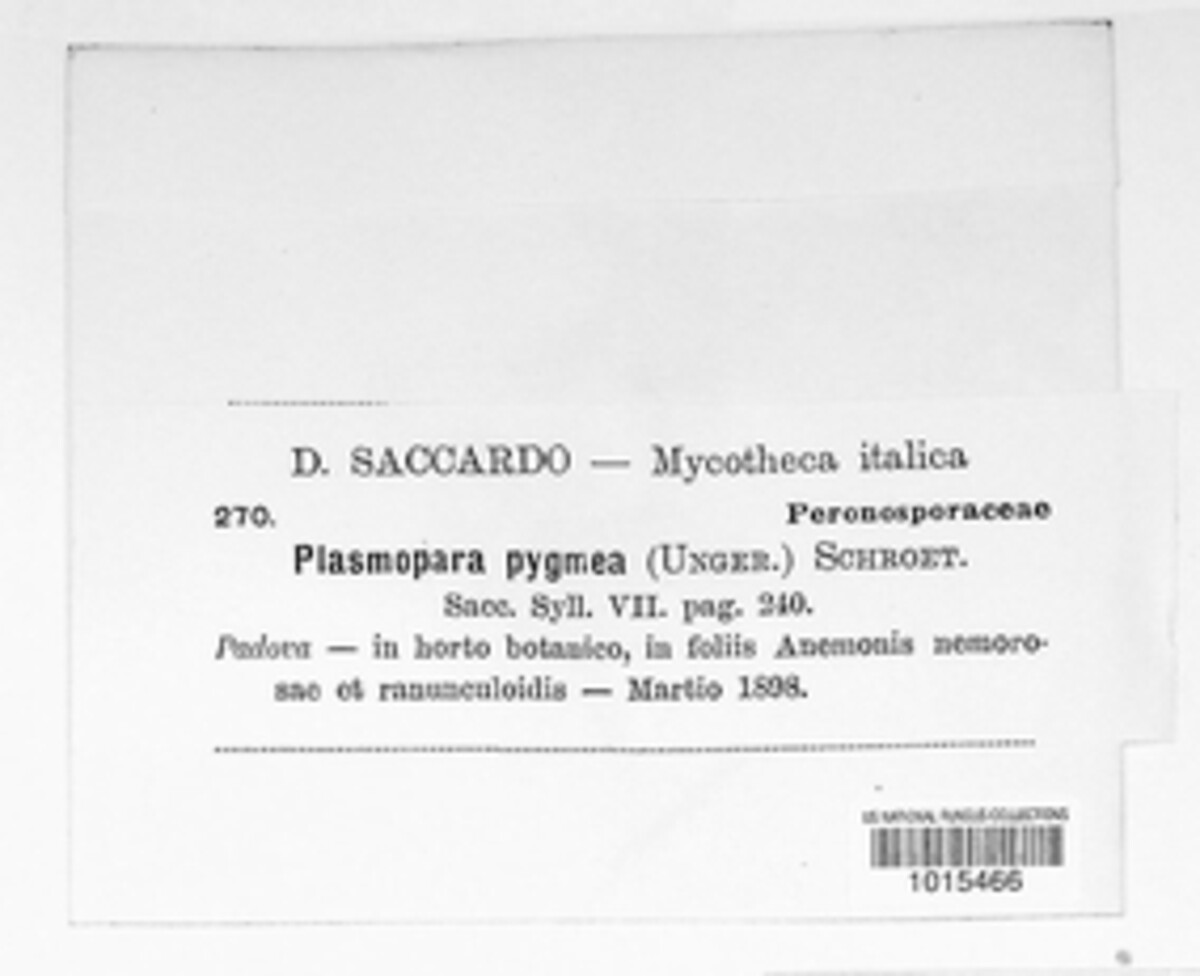 D. SACCARDO — Mycotheca italica
270. Peronosporaceae
Plasmopara pygmea (UNGER.) SCHROET.
Sacc. Syll. VII. pag. 240.
Padova — in horto botanico, in foliis Anemonis nemoro-
sae et ranunculoidis — Martio 1898.
US NATIONAL FUNGUS COLLECTIONS
1015466